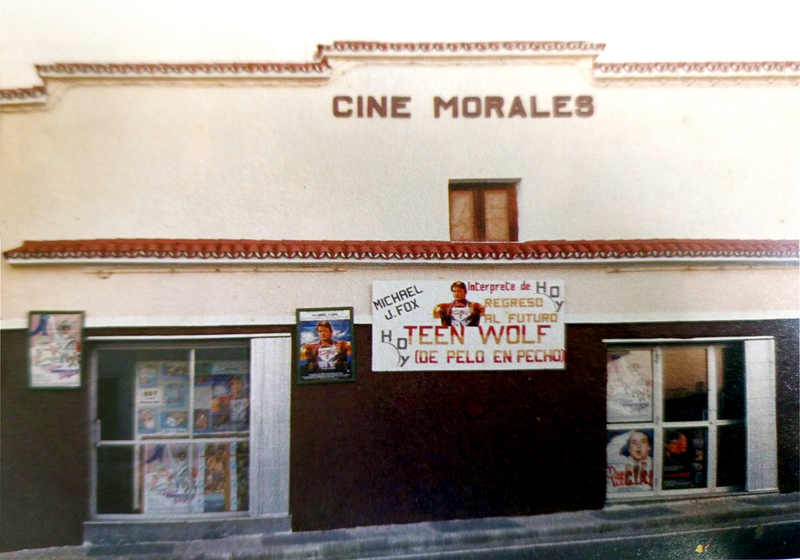 CINE MORALES
MICHAEL
J. FOX
Interprete de
REGRESO
AL FUTURO
HOY
HOY
TEEN WOLF
(DE PELO EN PECHO)